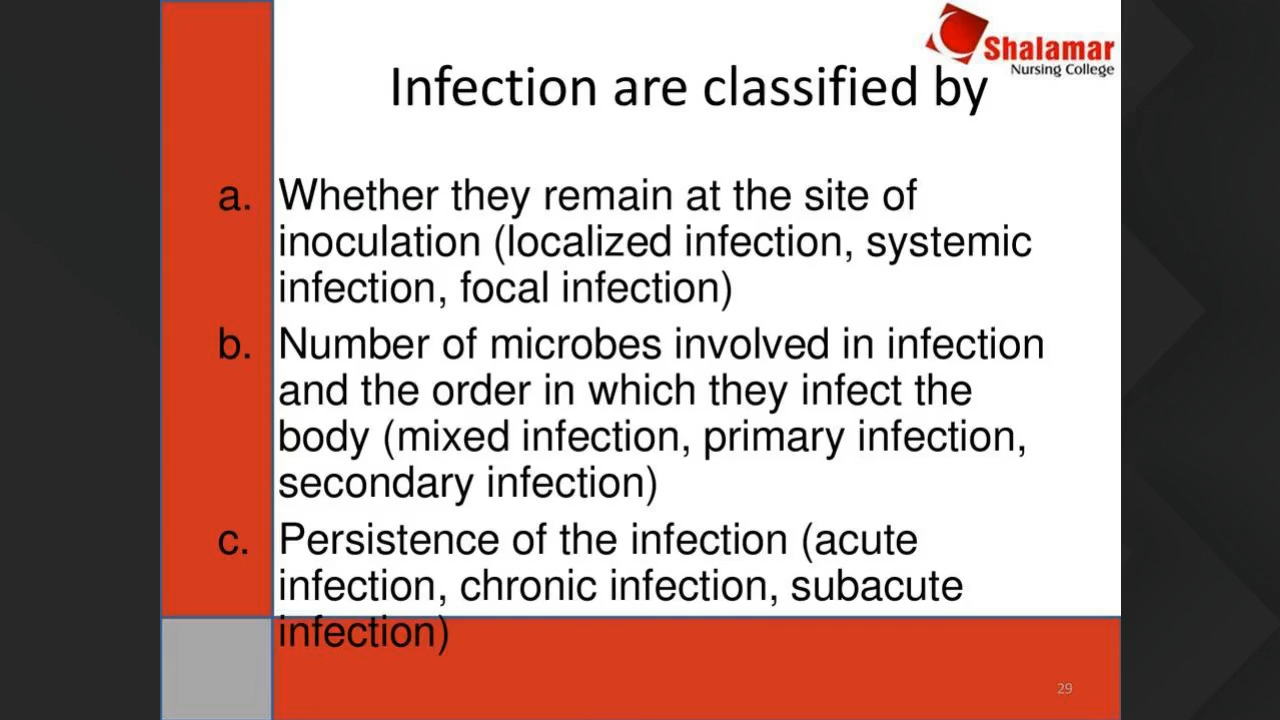 Shalamar
Nursing College
Infection are classified by
a. Whether they remain at the site of
inoculation (localized infection, systemic
infection, focal infection)
b. Number of microbes involved in infection
and the order in which they infect the
body (mixed infection, primary infection,
secondary infection)
c. Persistence of the infection (acute
infection, chronic infection, subacute
infection)
29